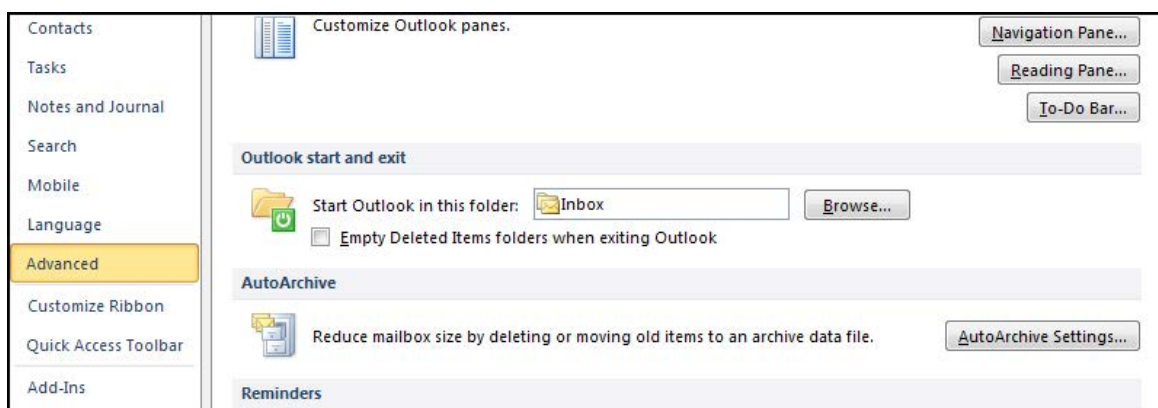 Contacts
Tasks
Notes and Journal
Search
Mobile
Language
Advanced
Customize Ribbon
Quick Access Toolbar
Add-Ins
Customize Outlook panes.
Navigation Pane...
Reading Pane...
To-Do Bar...
Outlook start and exit
Start Outlook in this folder: Inbox Browse...
Empty Deleted Items folders when exiting Outlook
AutoArchive
Reduce mailbox size by deleting or moving old items to an archive data file. AutoArchive Settings...
Reminders